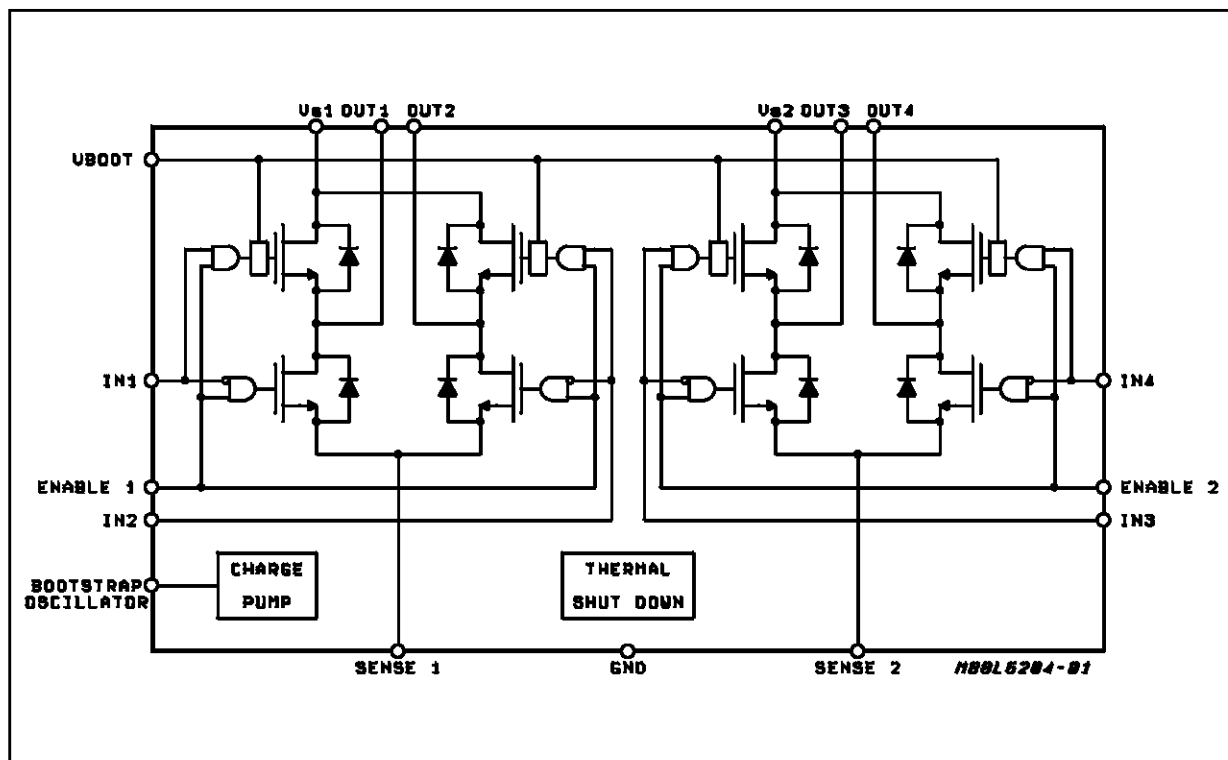 Vs1 OUT1 OUT2
Vs2 OUT3 OUT4
VBOOT
IN1
IN4
ENABLE 1
ENABLE 2
IN2
IN3
BOOTSTRAP
OSCILLATOR
CHARGE
PUMP
THERMAL
SHUT DOWN
SENSE 1
GND
SENSE 2
M88L6204-01